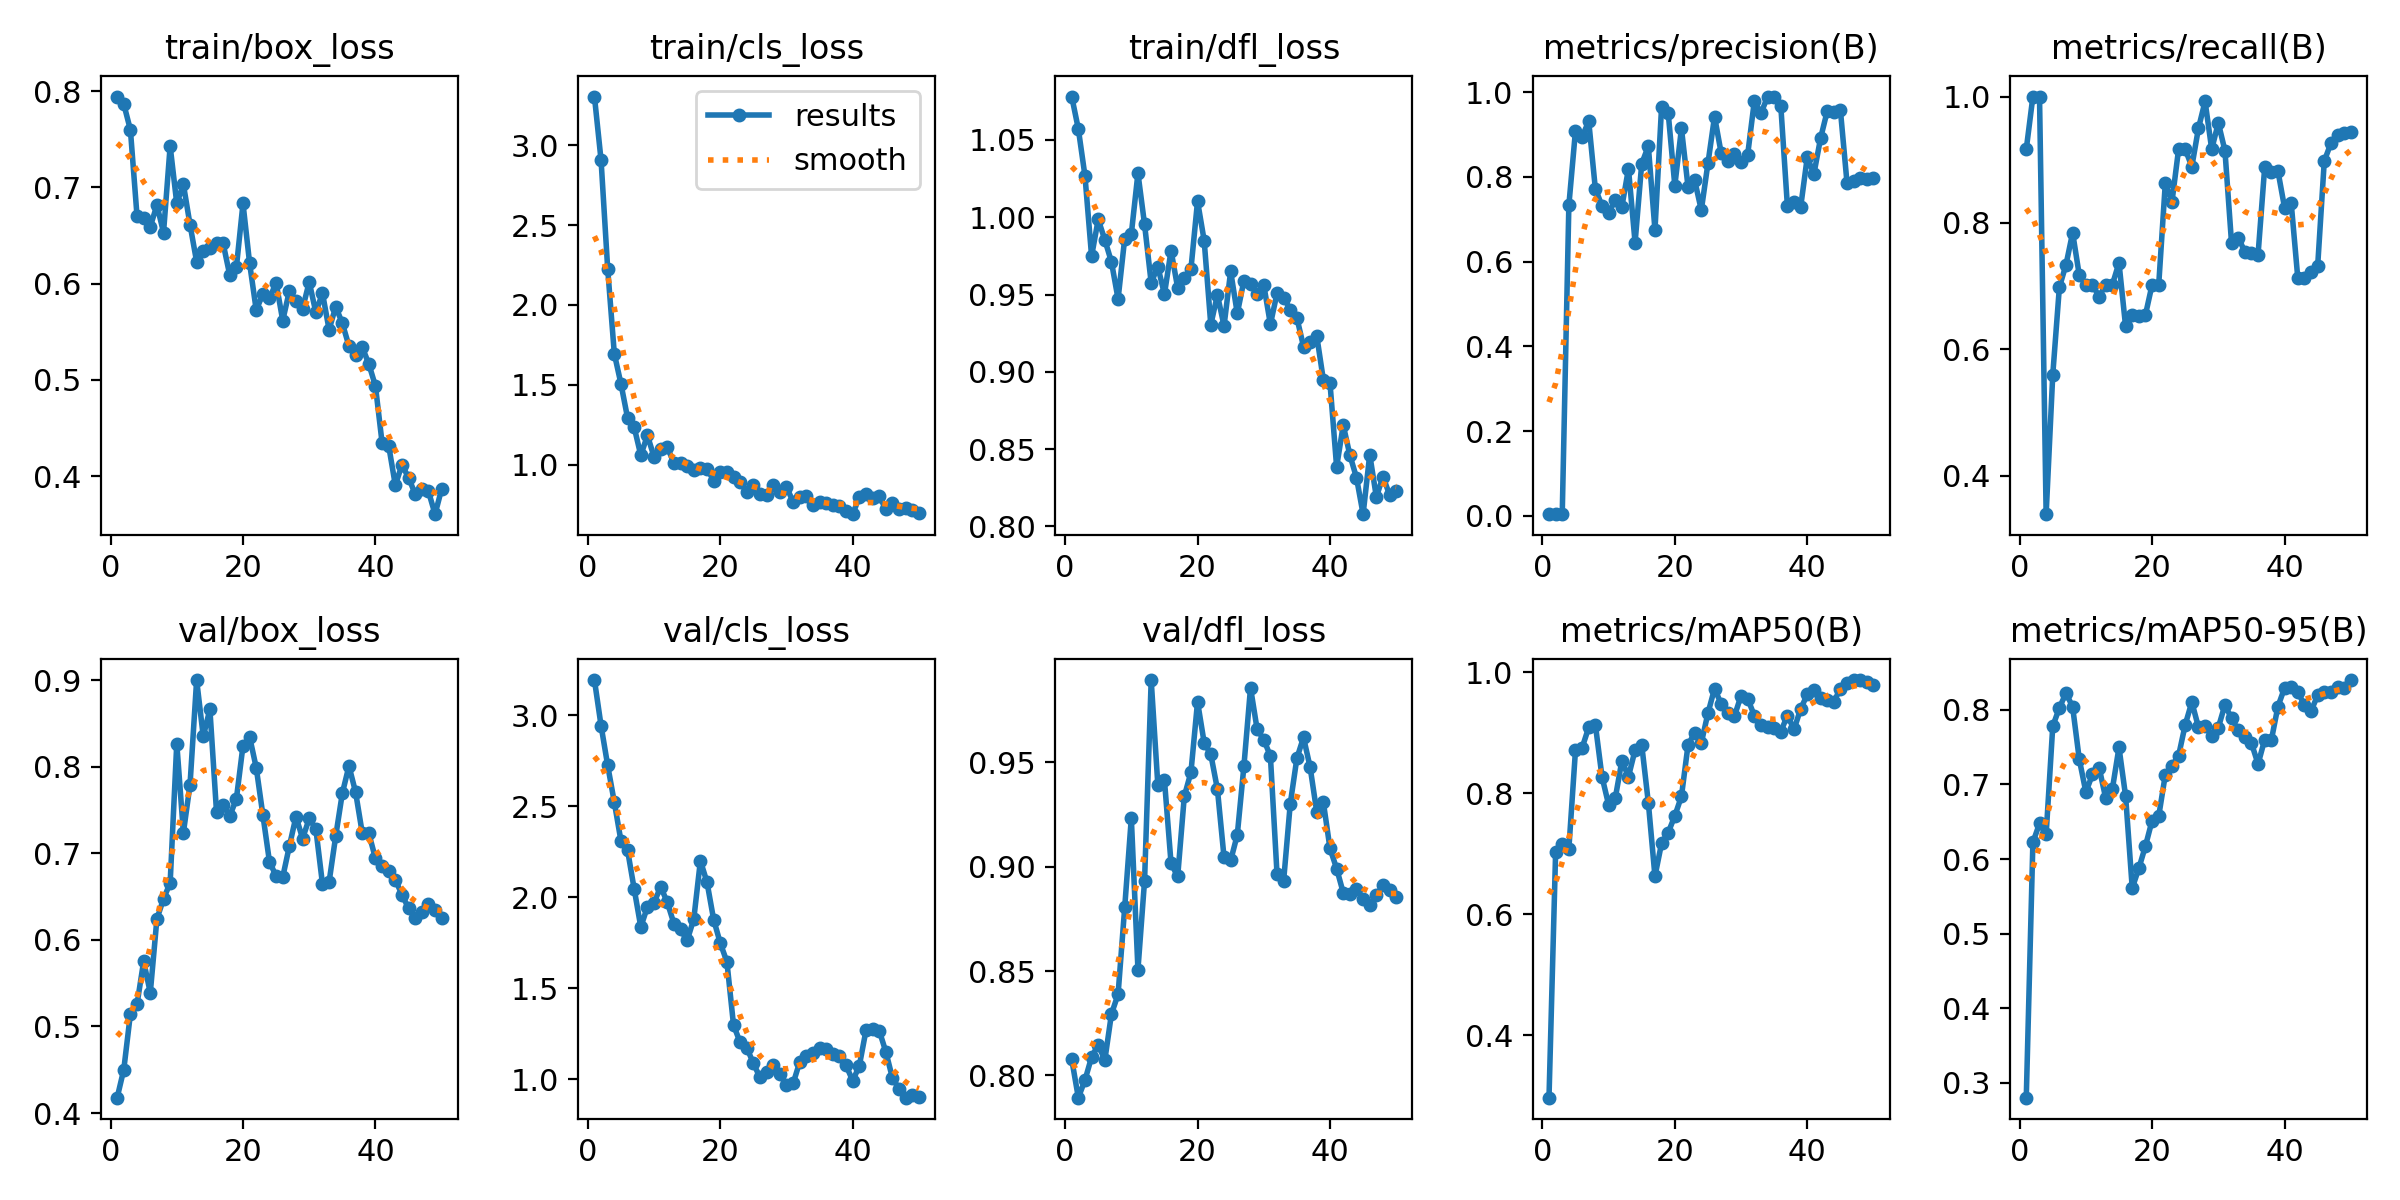 train/box_loss
0.8
0.7
0.6
0.5
0.4
0 20 40
train/cls_loss
results
smooth
3.0
2.5
2.0
1.5
1.0
0 20 40
train/dfl_loss
1.05
1.00
0.95
0.90
0.85
0.80
0 20 40
metrics/precision(B)
1.0
0.8
0.6
0.4
0.2
0.0
0 20 40
metrics/recall(B)
1.0
0.8
0.6
0.4
0 20 40
val/box_loss
0.9
0.8
0.7
0.6
0.5
0.4
0 20 40
val/cls_loss
3.0
2.5
2.0
1.5
1.0
0 20 40
val/dfl_loss
0.95
0.90
0.85
0.80
0 20 40
metrics/mAP50(B)
1.0
0.8
0.6
0.4
0 20 40
metrics/mAP50-95(B)
0.8
0.7
0.6
0.5
0.4
0.3
0 20 40